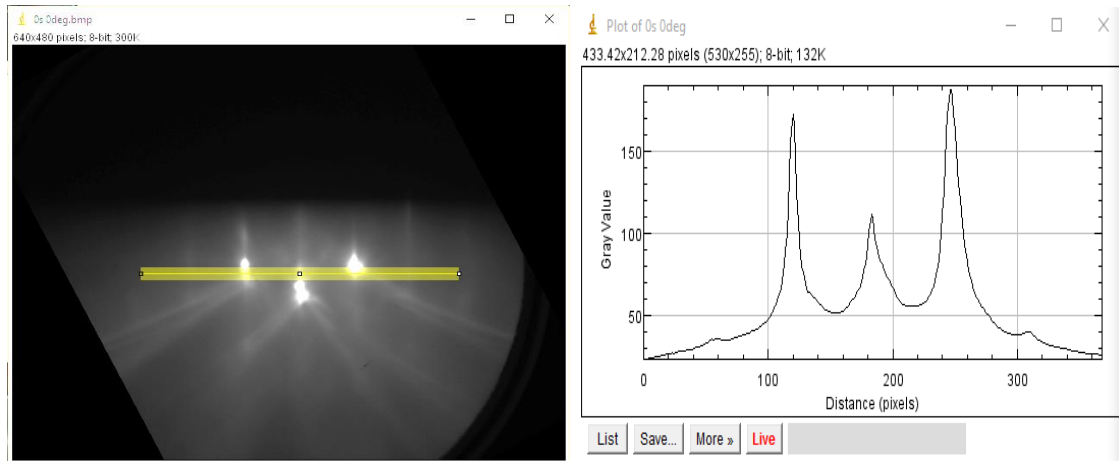 0s 0deg.bmp
640x480 pixels; 8-bit; 300K
Plot of 0s 0deg
433.42x212.28 pixels (530x255); 8-bit; 132K
150
100
50
Gray Value
0 100 200 300
Distance (pixels)
List Save... More » Live